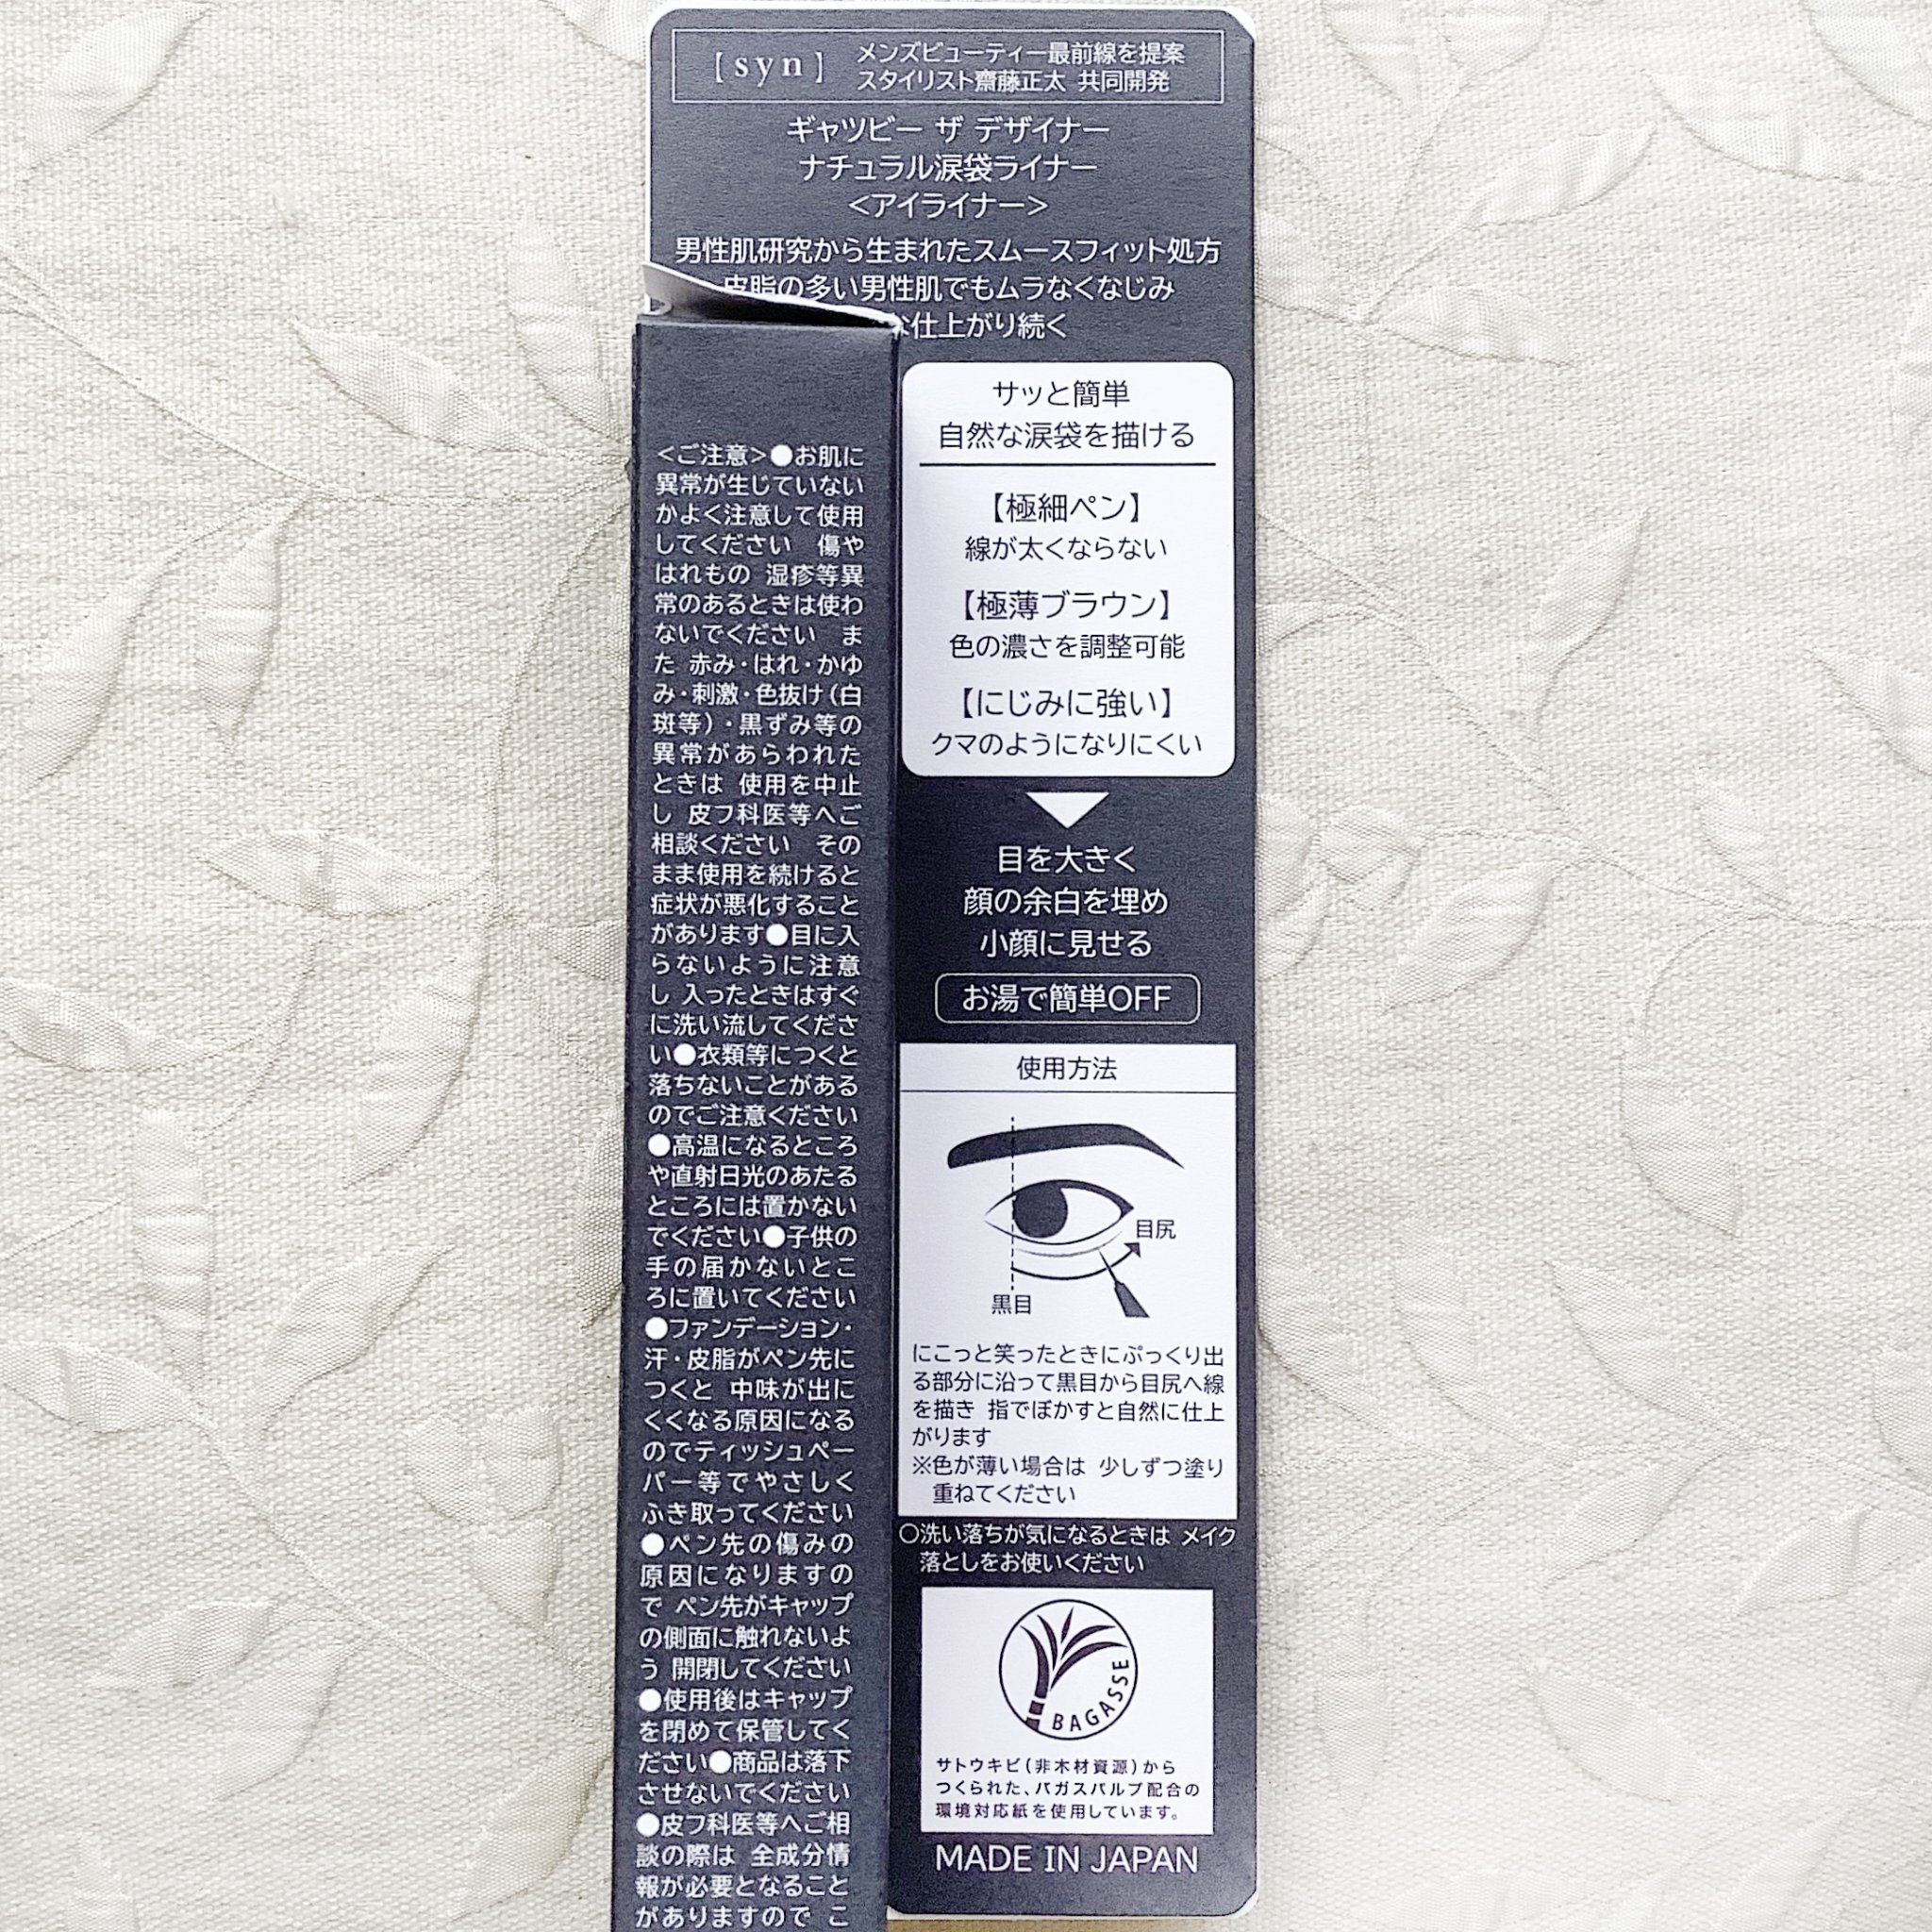 [syn]
メンズビューティー最前線を提案
スタイリスト齋藤正太 共同開発
ギャツビー ザ デザイナー
ナチュラル涙袋ライナー
<アイライナー>
男性肌研究から生まれたスムースフィット処方
皮脂の多い男性肌でもムラなくなじみ
仕上がり続く
サッと簡単
自然な涙袋を描ける
【極細ペン】
線が太くならない
【極薄ブラウン】
色の濃さを調整可能
【にじみに強い】
クマのようになりにくい
目を大きく
顔の余白を埋め
小顔に見せる
お湯で簡単OFF
使用方法
目尻
黒目
にこっと笑ったときにぷっくり出
る部分に沿って黒目から目尻へ線
を描き 指でぼかすと自然に仕上
がります
※色が薄い場合は 少しずつ塗り
重ねてください
○洗い落ちが気になるときは メイク
落としをお使いください
BAGASSE
サトウキビ(非木材資源)から
つくられた、バガスパルプ配合の
環境対応紙を使用しています。
MADE IN JAPAN
<ご注意>●お肌に
異常が生じていない
かよく注意して使用
してください 傷や
はれもの 湿疹等異
常のあるときは使わ
ないでください ま
た 赤み・はれ・かゆ
み・刺激・色抜け(白
斑等)・黒ずみ等の
異常があらわれた
ときは 使用を中止
し 皮フ科医等へご
相談ください その
まま使用を続けると
症状が悪化すること
があります●目に入
らないように注意
し 入ったときはすぐ
に洗い流してくださ
い●衣類等につくと
落ちないことがある
のでご注意ください
●高温になるところ
や直射日光のあたる
ところには置かない
でください●子供の
手の届かないとこ
ろに置いてください
●ファンデーション・
汗・皮脂がペン先に
つくと 中味が出に
くくなる原因になる
のでティッシュペー
パー等でやさしく
ふき取ってください
●ペン先の傷みの
原因になりますの
で ペン先がキャップ
の側面に触れないよ
う 開閉してください
●使用後はキャップ
を閉めて保管してく
ださい●商品は落下
させないでください
●皮フ科医等へご相
談の際は 全成分情
報が必要となること
がありますので こ